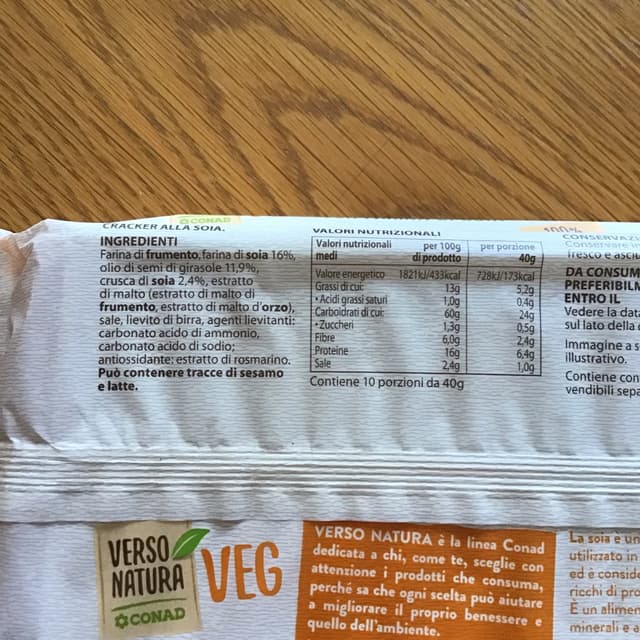 CONAD
CRACKER ALLA SOIA.
INGREDIENTI
Farina di frumento, farina di soia 16%,
olio di semi di girasole 11,9%,
crusca di soia 2,4%, estratto
di malto (estratto di malto di
frumento, estratto di malto d'orzo),
sale, lievito di birra, agenti lievitanti:
carbonato acido di ammonio,
carbonato acido di sodio;
antiossidante: estratto di rosmarino.
Può contenere tracce di sesamo
e latte.
VALORI NUTRIZIONALI
Valori nutrizionali per 100g per porzione
medi di prodotto 40g
Valore energetico 1821kJ/433kcal 728kJ/173kcal
Grassi di cui: 13g 5,2g
• Acidi grassi saturi 1,0g 0,4g
Carboidrati di cui: 60g 24g
• Zuccheri 1,3g 0,5g
Fibre 6,0g 2,4g
Proteine 16g 6,4g
Sale 2,4g 1,0g
Contiene 10 porzioni da 40g
100%
CONSERVAZI
Conservare in
fresco e asciu
DA CONSUM
PREFERIBILM
ENTRO IL
Vedere la data
sul lato della
Immagine a s
illustrativo.
Contiene con
vendibili sepa
VERSO
NATURA
CONAD
VEG
VERSO NATURA è la linea Conad
dedicata a chi, come te, sceglie con
attenzione i prodotti che consuma,
perché sa che ogni scelta può aiutare
a migliorare il proprio benessere e
quello dell'ambiente.
La soia è un
utilizzato in
ed è conside
ricchi di pro
È un alimen
minerali e a